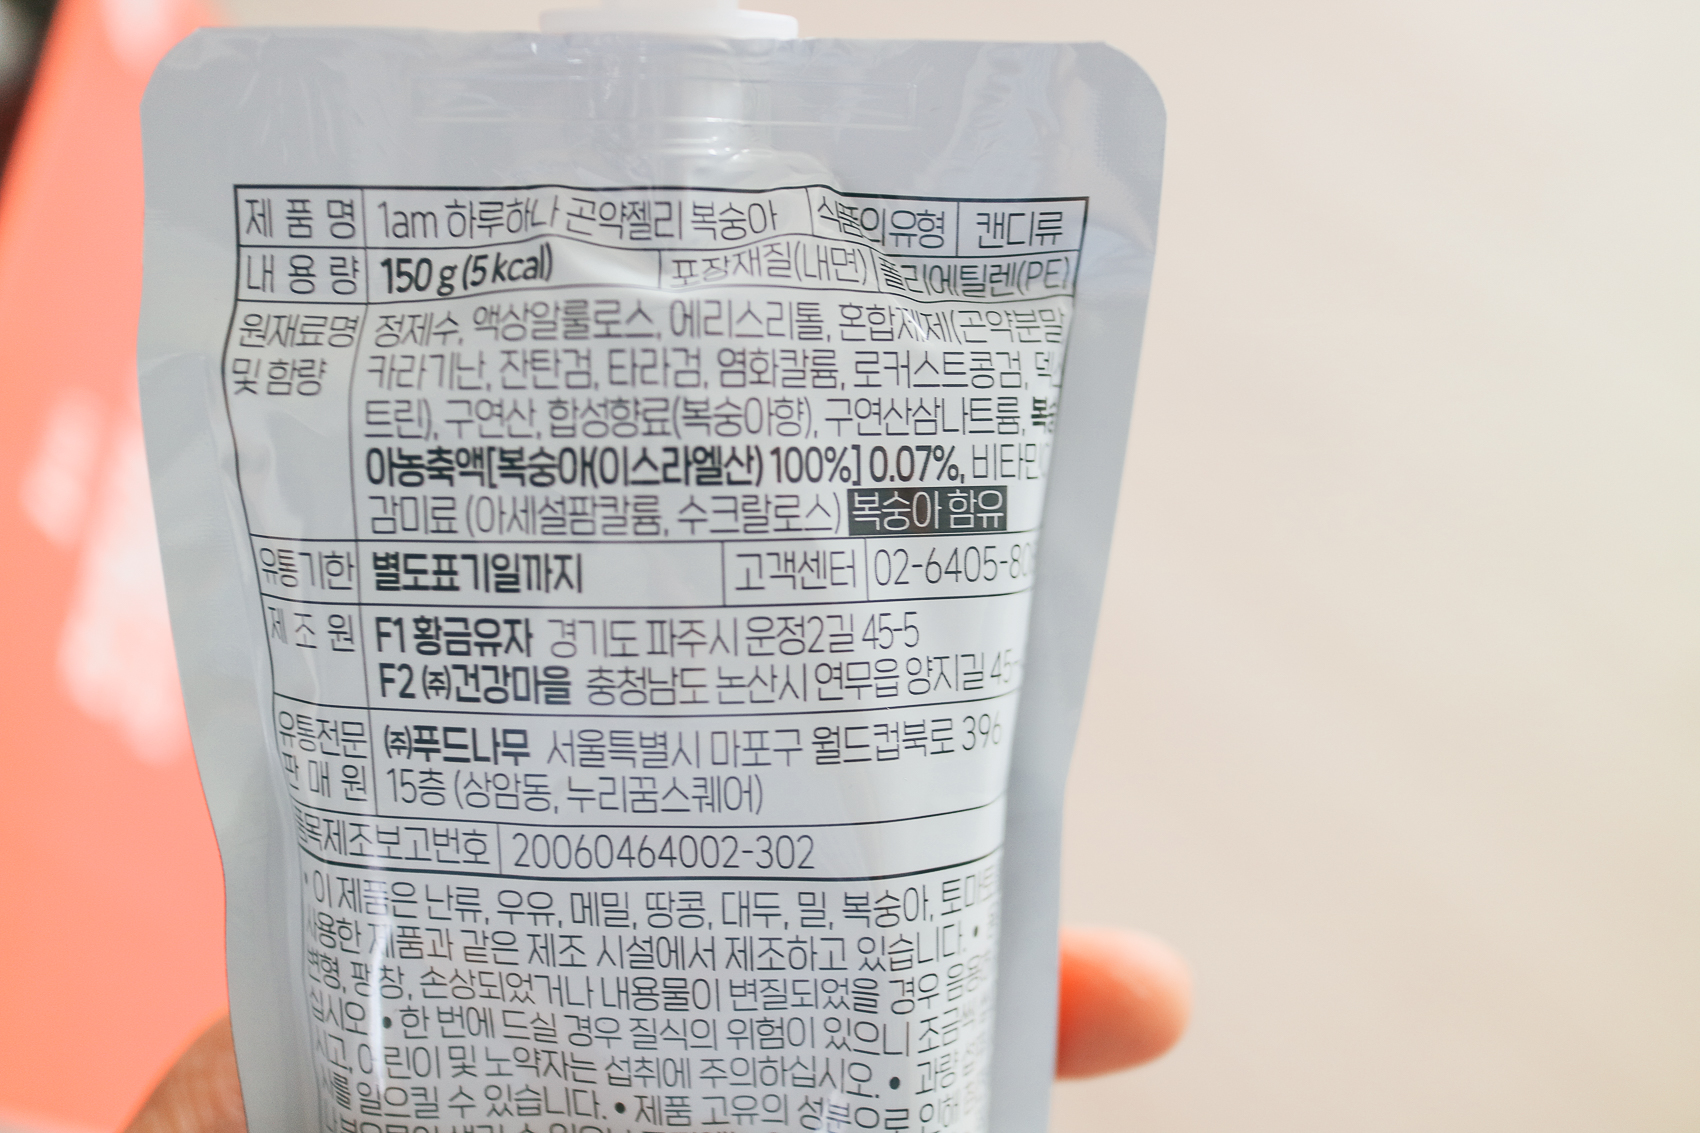 제 품 명 1am 하루하나 곤약젤리 복숭아 식품의유형 캔디류
내 용 량 150 g (5 kcal) 포장재질(내면) 폴리에틸렌(PE)
원재료명 정제수, 액상알룰로스, 에리스리톨, 혼합제제(곤약분말
및 함량 카라기난, 잔탄검, 타라검, 염화칼륨, 로커스트콩검, 덱
트린), 구연산, 합성향료(복숭아향), 구연산삼나트륨, 복
아농축액[복숭아(이스라엘산) 100%] 0.07%, 비타민
감미료 (아세설팜칼륨, 수크랄로스) 복숭아 함유
유통기한 별도표기일까지 고객센터 02-6405-80
제 조 원 F1 황금유자 경기도 파주시 운정2길 45-5
F2 ㈜건강마을 충청남도 논산시 연무읍 양지길 45-
유통전문 ㈜푸드나무 서울특별시 마포구 월드컵북로 396
판 매 원 15층 (상암동, 누리꿈스퀘어)
품목제조보고번호 20060464002-302
• 이 제품은 난류, 우유, 메밀, 땅콩, 대두, 밀, 복숭아, 토마토
사용한 제품과 같은 제조 시설에서 제조하고 있습니다. •
변형, 팽창, 손상되었거나 내용물이 변질되었을 경우 음용
십시오. • 한 번에 드실 경우 질식의 위험이 있으니 조금씩
시고, 어린이 및 노약자는 섭취에 주의하십시오. • 과량
사를 일으킬 수 있습니다. • 제품 고유의 성분으로 인해